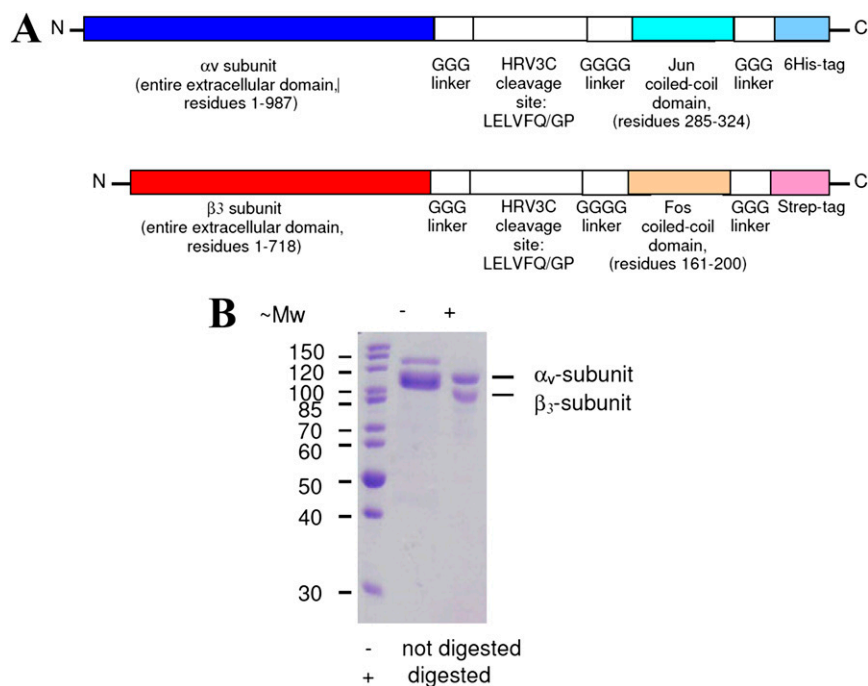 A
N
C
αv subunit
(entire extracellular domain,
residues 1-987)
GGG
linker
HRV3C
cleavage
site:
LELVFQ/GP
GGGG
linker
Jun
coiled-coil
domain,
(residues 285-324)
GGG
linker
6His-tag
N
C
β3 subunit
(entire extracellular domain,
residues 1-718)
GGG
linker
HRV3C
cleavage
site:
LELVFQ/GP
GGGG
linker
Fos
coiled-coil
domain,
(residues 161-200)
GGG
linker
Strep-tag
B
~Mw
- +
150
120
100
85
70
60
50
40
30
αv-subunit
β3-subunit
- not digested
+ digested